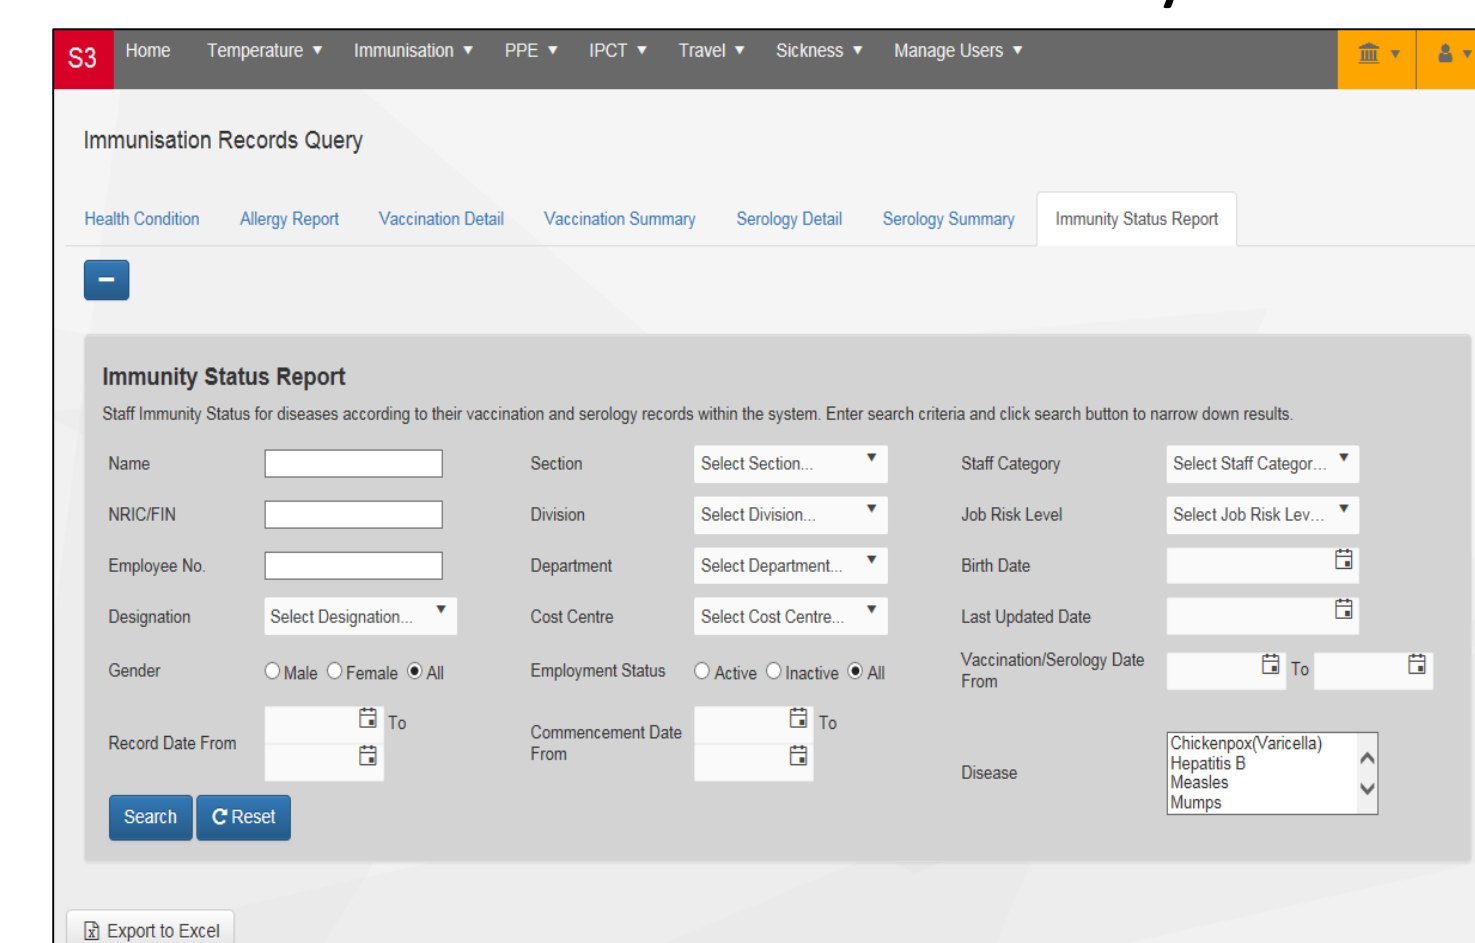 S3 Home Temperature Immunisation PPE IPCT Travel Sickness Manage Users
Immunisation Records Query
Health Condition Allergy Report Vaccination Detail Vaccination Summary Serology Detail Serology Summary Immunity Status Report
Immunity Status Report
Staff Immunity Status for diseases according to their vaccination and serology records within the system. Enter search criteria and click search button to narrow down results.
Name Section Select Section... Staff Category Select Staff Categor...
NRIC/FIN Division Select Division... Job Risk Level Select Job Risk Lev...
Employee No. Department Select Department... Birth Date
Designation Select Designation... Cost Centre Select Cost Centre... Last Updated Date
Gender Male Female All Employment Status Active Inactive All Vaccination/Serology Date From To
Record Date From To Commencement Date From To
Disease Chickenpox(Varicella)
Hepatitis B
Measles
Mumps
Search Reset
Export to Excel